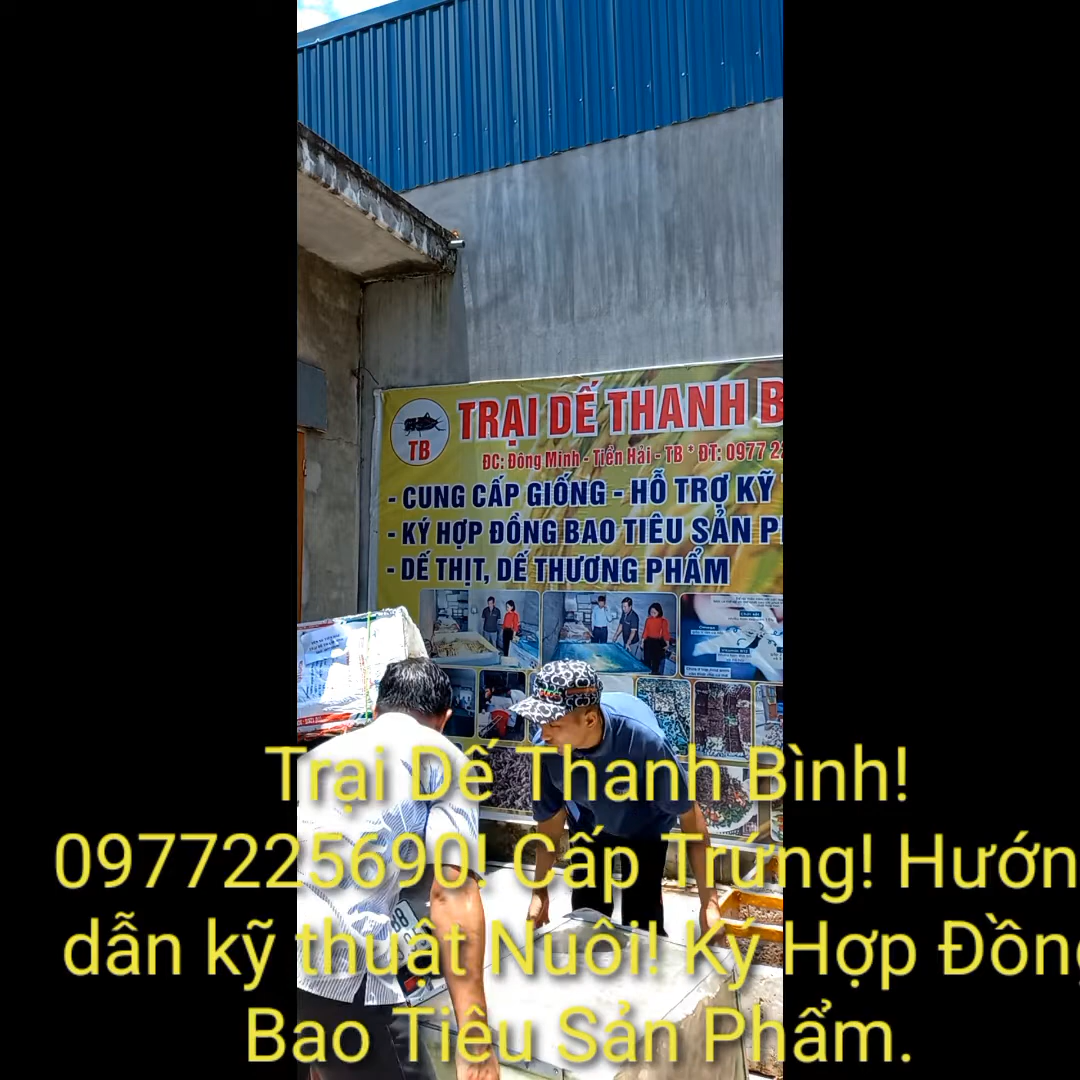 TRẠI DẾ THANH B
TB
ĐC: Đông Minh - Tiền Hải - TB * ĐT: 0977 22
- CUNG CẤP GIỐNG - HỖ TRỢ KỸ
- KÝ HỢP ĐỒNG BAO TIÊU SẢN P
- DẾ THỊT, DẾ THƯƠNG PHẨM
Trại Dế Thanh Bình!
0977225690! Cấp Trứng! Hướn
dẫn kỹ thuật Nuôi! Ký Hợp Đồng
Bao Tiêu Sản Phẩm.